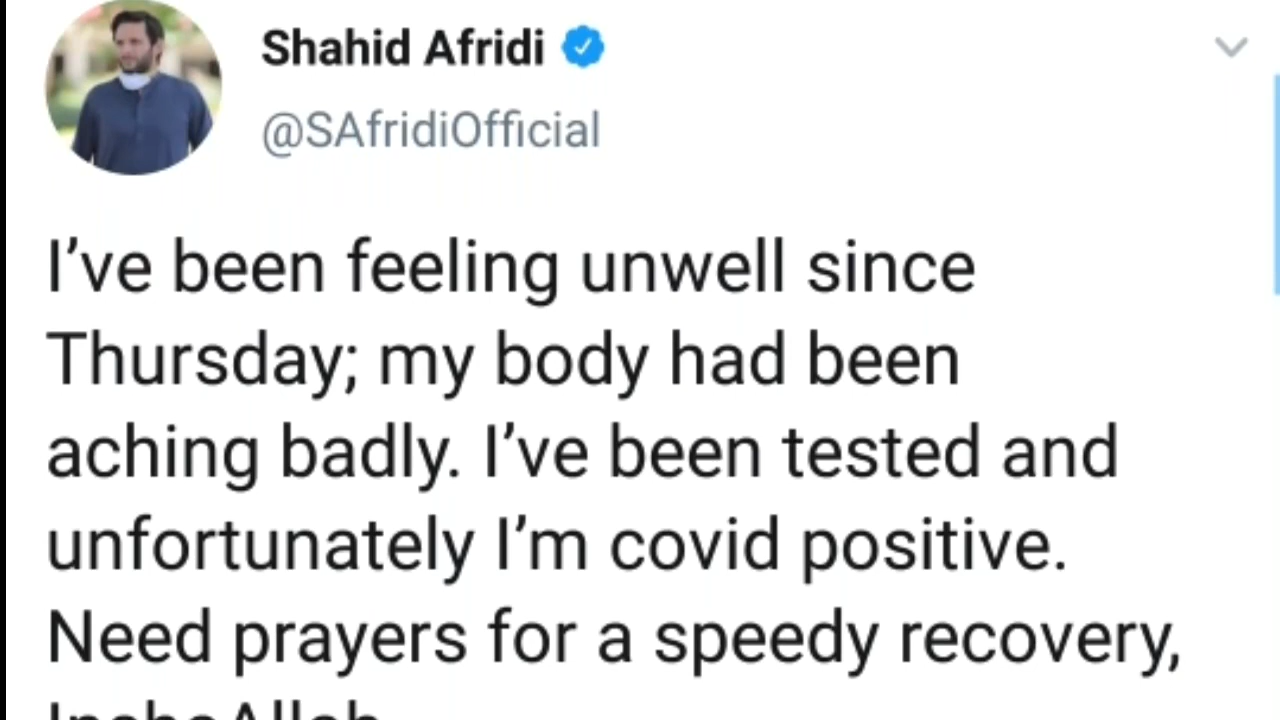 Shahid Afridi
@SAfridiOfficial
I’ve been feeling unwell since
Thursday; my body had been
aching badly. I’ve been tested and
unfortunately I’m covid positive.
Need prayers for a speedy recovery,
InshaAllah